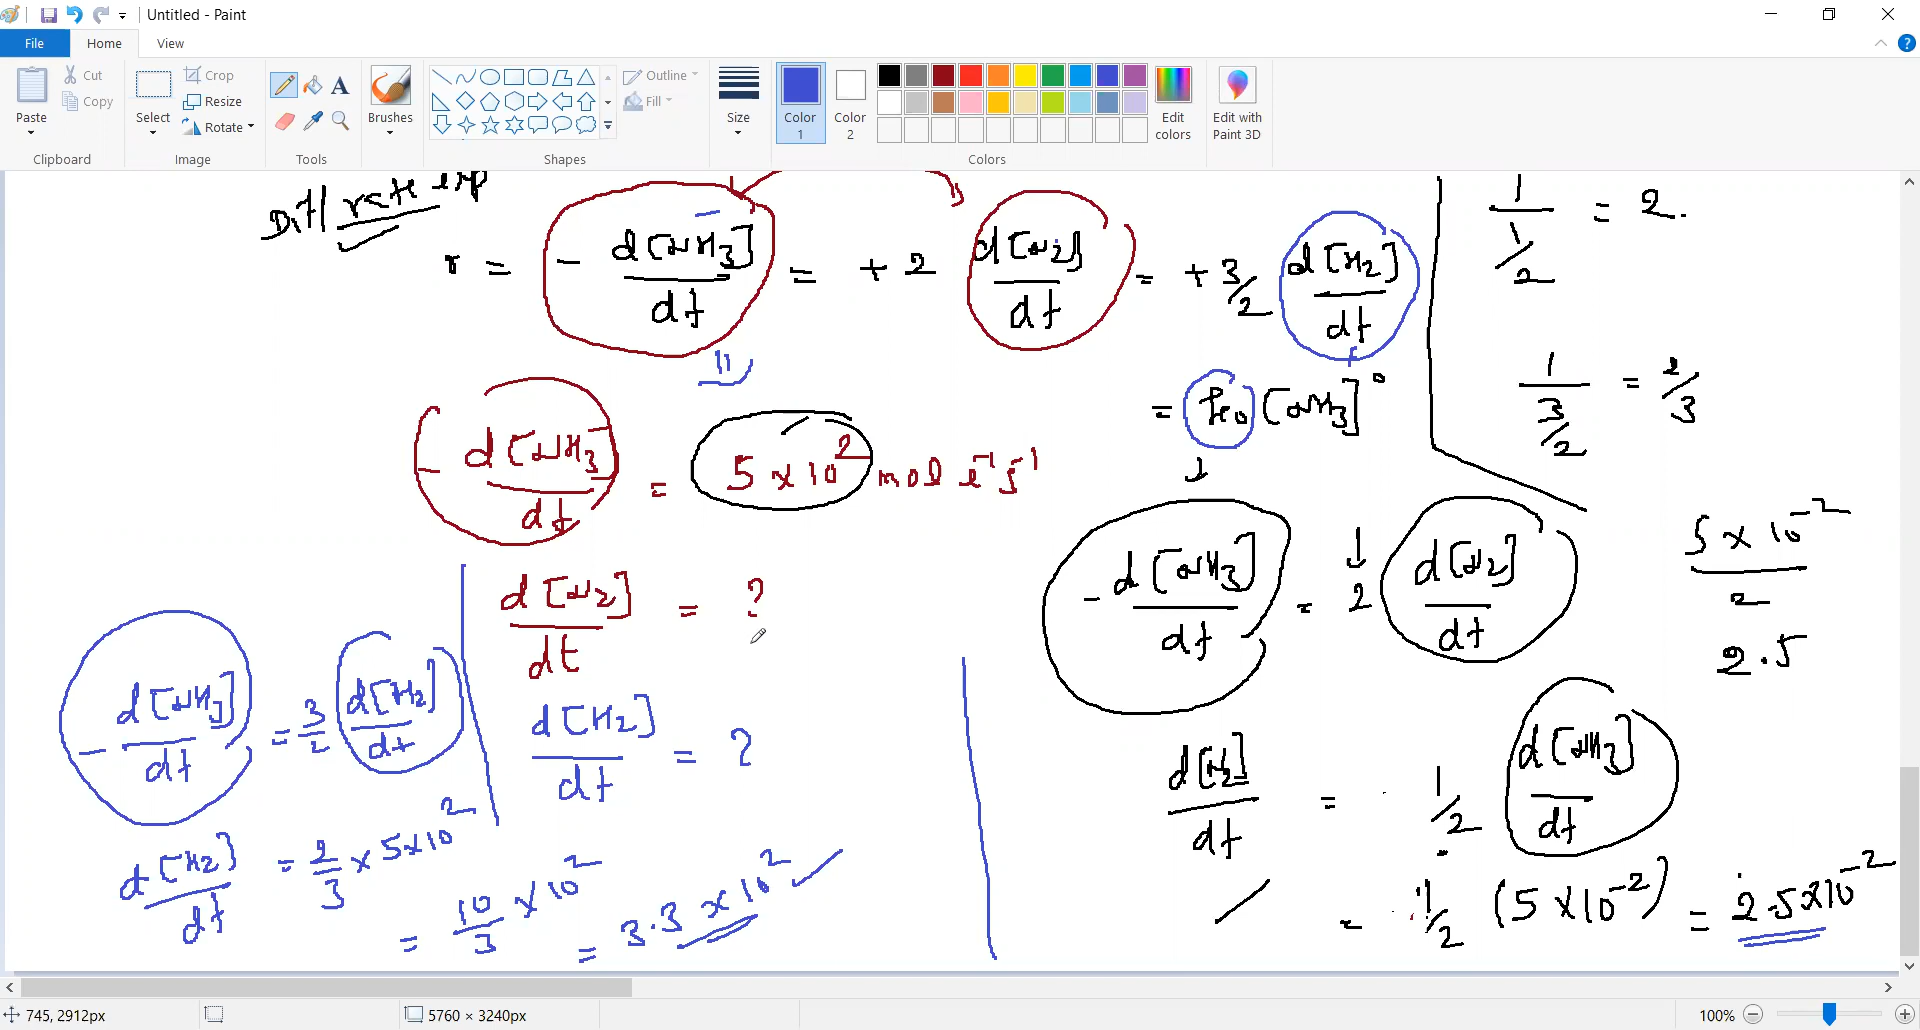 Untitled - Paint
File Home View
Cut
Copy
Paste
Clipboard
Crop
Resize
Rotate
Select
Image
Tools
Brushes
Outline
Fill
Shapes
Size
Color 1
Color 2
Colors
Edit colors
Edit with Paint 3D
Diff rate exp
r = - d[NH3]/dt = + 2 d[N2]/dt = + 3/2 d[H2]/dt
= k0 [NH3]°
1/(1/2) = 2.
1/(3/2) = 2/3
- d[NH3]/dt = 5 x 10^2 mol l^-1 s^-1
d[N2]/dt = ?
d[H2]/dt = ?
- d[NH3]/dt = 3/2 d[H2]/dt
d[H2]/dt = 2/3 x 5x10^2
= 10/3 x 10^2
= 3.3 x 10^2
- d[NH3]/dt = 2 d[N2]/dt
5 x 10^-2 / 2
2.5
d[N2]/dt = 1/2 d[NH3]/dt
= 1/2 (5 x 10^-2) = 2.5x10^-2
745, 2912px
5760 × 3240px
100%